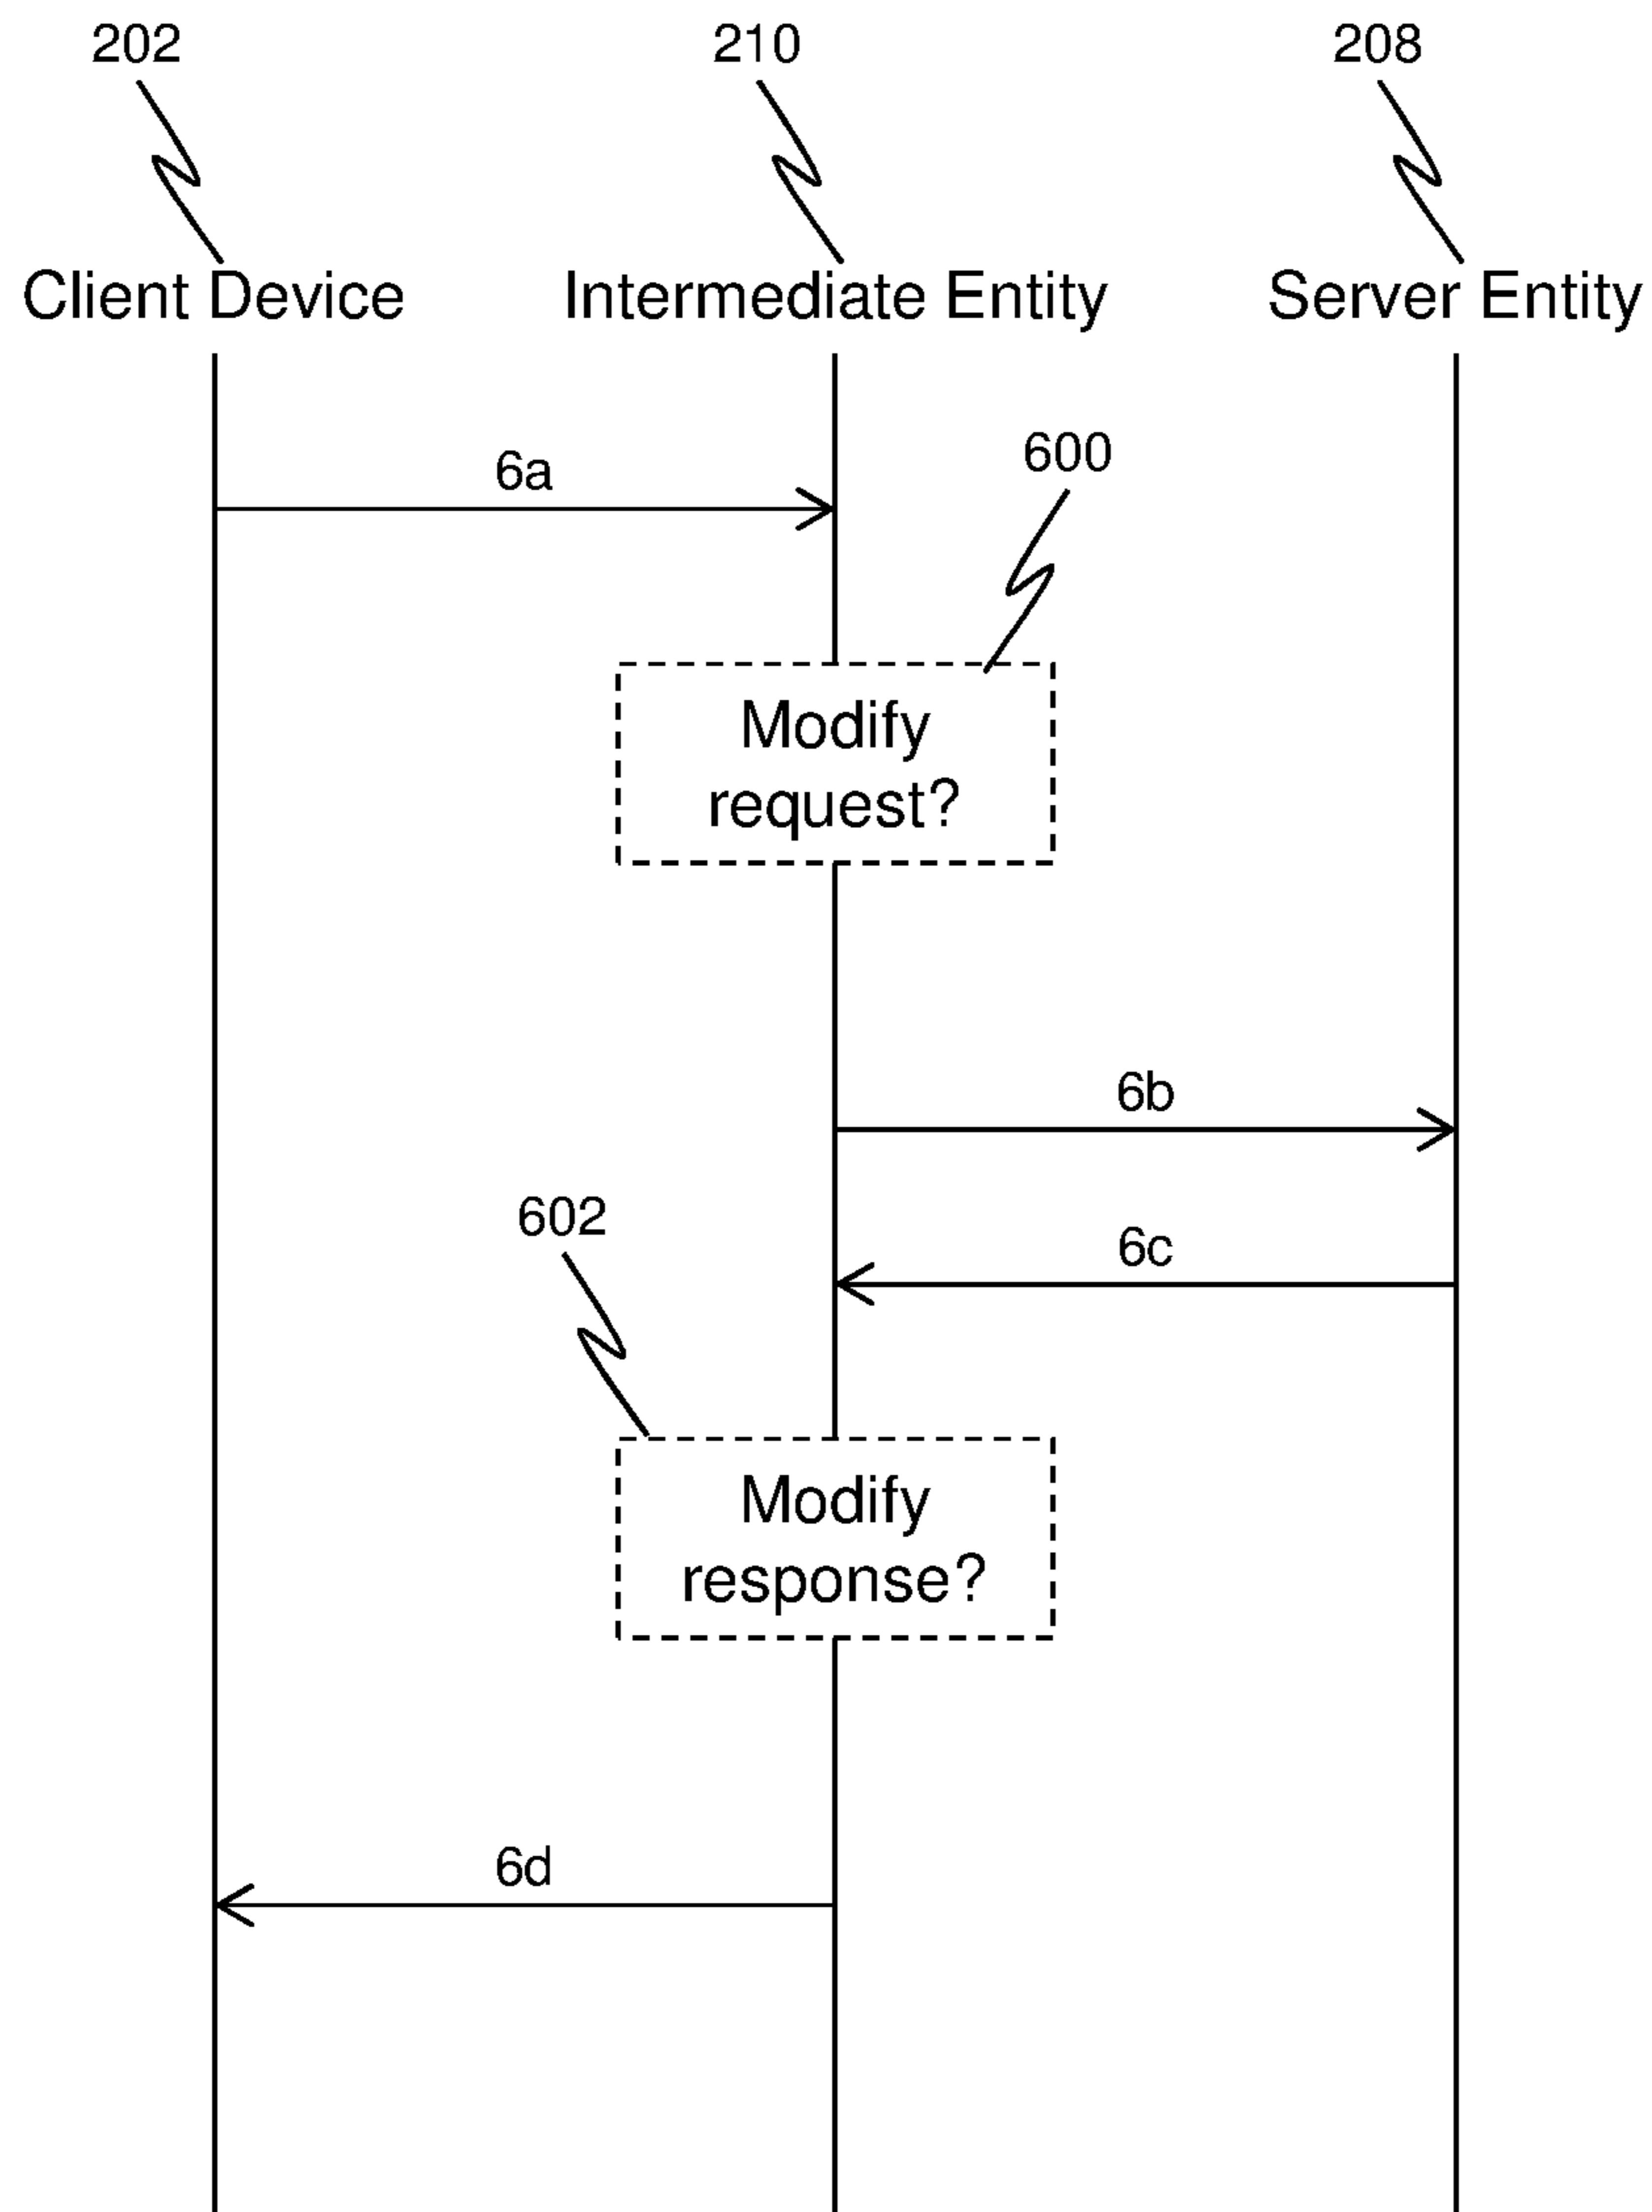 202
210
208
Client Device
Intermediate Entity
Server Entity
6a
600
Modify
request?
6b
602
6c
Modify
response?
6d